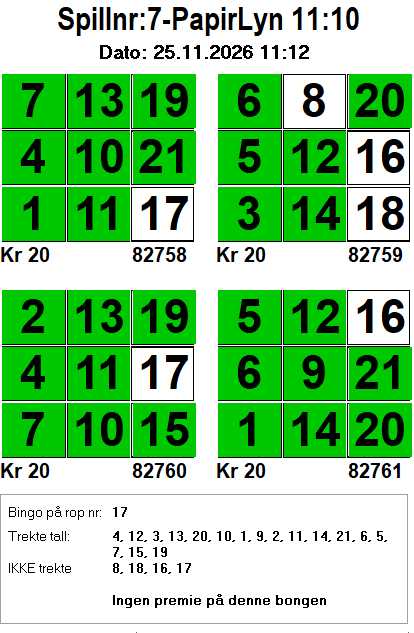 Spillnr:7-PapirLyn 11:10
Dato: 25.11.2026 11:12
7 13 19
4 10 21
1 11 17
Kr 20 82758
6 8 20
5 12 16
3 14 18
Kr 20 82759
2 13 19
4 11 17
7 10 15
Kr 20 82760
5 12 16
6 9 21
1 14 20
Kr 20 82761
Bingo på rop nr: 17
Trekte tall: 4, 12, 3, 13, 20, 10, 1, 9, 2, 11, 14, 21, 6, 5,
7, 15, 19
IKKE trekte 8, 18, 16, 17
Ingen premie på denne bongen